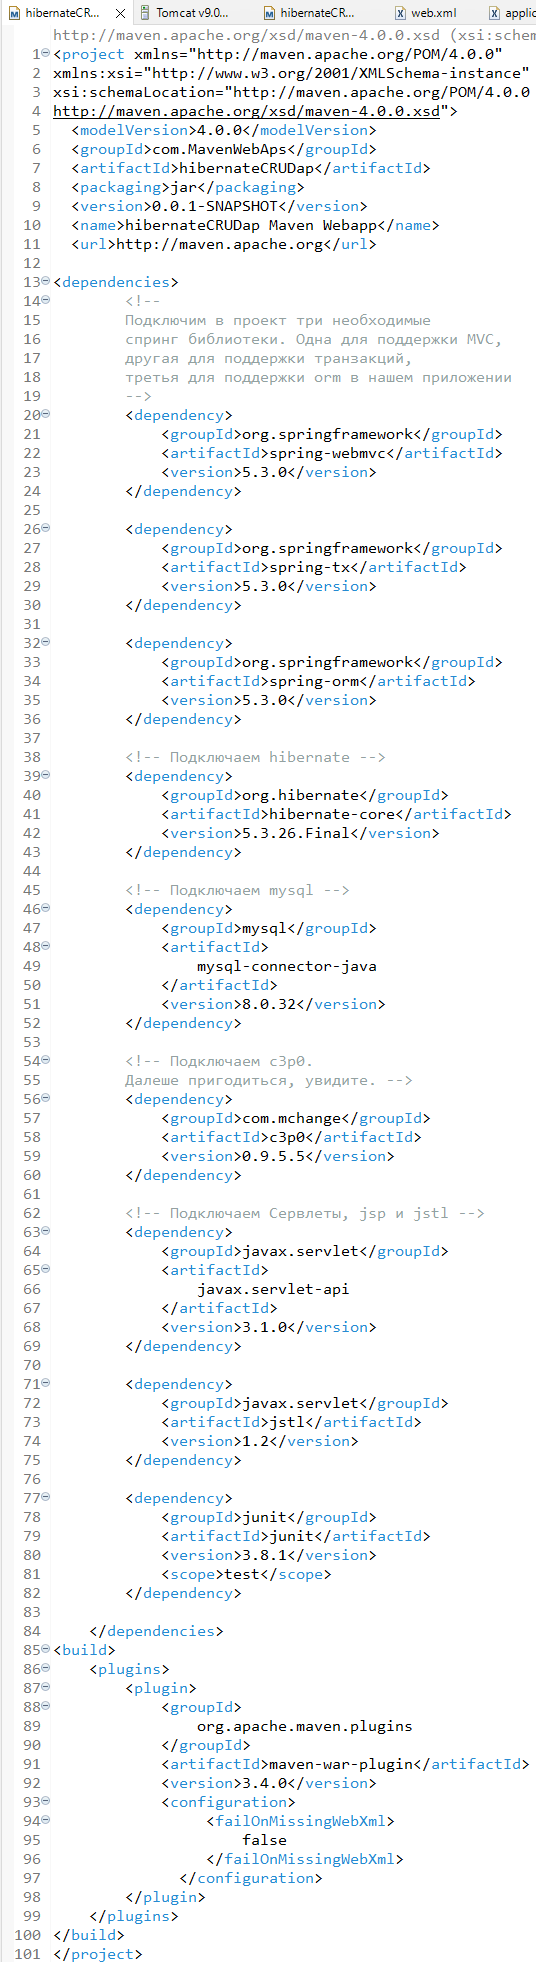 hibernateCR...
Tomcat v9.0...
hibernateCR...
web.xml
applic
http://maven.apache.org/xsd/maven-4.0.0.xsd (xsi:schem
1 <project xmlns="http://maven.apache.org/POM/4.0.0"
2 xmlns:xsi="http://www.w3.org/2001/XMLSchema-instance"
3 xsi:schemaLocation="http://maven.apache.org/POM/4.0.0
4 http://maven.apache.org/xsd/maven-4.0.0.xsd">
5 <modelVersion>4.0.0</modelVersion>
6 <groupId>com.MavenWebAps</groupId>
7 <artifactId>hibernateCRUDap</artifactId>
8 <packaging>jar</packaging>
9 <version>0.0.1-SNAPSHOT</version>
10 <name>hibernateCRUDap Maven Webapp</name>
11 <url>http://maven.apache.org</url>
12
13 <dependencies>
14 <!--
15 Подключим в проект три необходимые
16 спринг библиотеки. Одна для поддержки MVC,
17 другая для поддержки транзакций,
18 третья для поддержки orm в нашем приложении
19 -->
20 <dependency>
21 <groupId>org.springframework</groupId>
22 <artifactId>spring-webmvc</artifactId>
23 <version>5.3.0</version>
24 </dependency>
25
26 <dependency>
27 <groupId>org.springframework</groupId>
28 <artifactId>spring-tx</artifactId>
29 <version>5.3.0</version>
30 </dependency>
31
32 <dependency>
33 <groupId>org.springframework</groupId>
34 <artifactId>spring-orm</artifactId>
35 <version>5.3.0</version>
36 </dependency>
37
38 <!-- Подключаем hibernate -->
39 <dependency>
40 <groupId>org.hibernate</groupId>
41 <artifactId>hibernate-core</artifactId>
42 <version>5.3.26.Final</version>
43 </dependency>
44
45 <!-- Подключаем mysql -->
46 <dependency>
47 <groupId>mysql</groupId>
48 <artifactId>
49 mysql-connector-java
50 </artifactId>
51 <version>8.0.32</version>
52 </dependency>
53
54 <!-- Подключаем c3p0.
55 Далеше пригодиться, увидите. -->
56 <dependency>
57 <groupId>com.mchange</groupId>
58 <artifactId>c3p0</artifactId>
59 <version>0.9.5.5</version>
60 </dependency>
61
62 <!-- Подключаем Сервлеты, jsp и jstl -->
63 <dependency>
64 <groupId>javax.servlet</groupId>
65 <artifactId>
66 javax.servlet-api
67 </artifactId>
68 <version>3.1.0</version>
69 </dependency>
70
71 <dependency>
72 <groupId>javax.servlet</groupId>
73 <artifactId>jstl</artifactId>
74 <version>1.2</version>
75 </dependency>
76
77 <dependency>
78 <groupId>junit</groupId>
79 <artifactId>junit</artifactId>
80 <version>3.8.1</version>
81 <scope>test</scope>
82 </dependency>
83
84 </dependencies>
85 <build>
86 <plugins>
87 <plugin>
88 <groupId>
89 org.apache.maven.plugins
90 </groupId>
91 <artifactId>maven-war-plugin</artifactId>
92 <version>3.4.0</version>
93 <configuration>
94 <failOnMissingWebXml>
95 false
96 </failOnMissingWebXml>
97 </configuration>
98 </plugin>
99 </plugins>
100 </build>
101 </project>